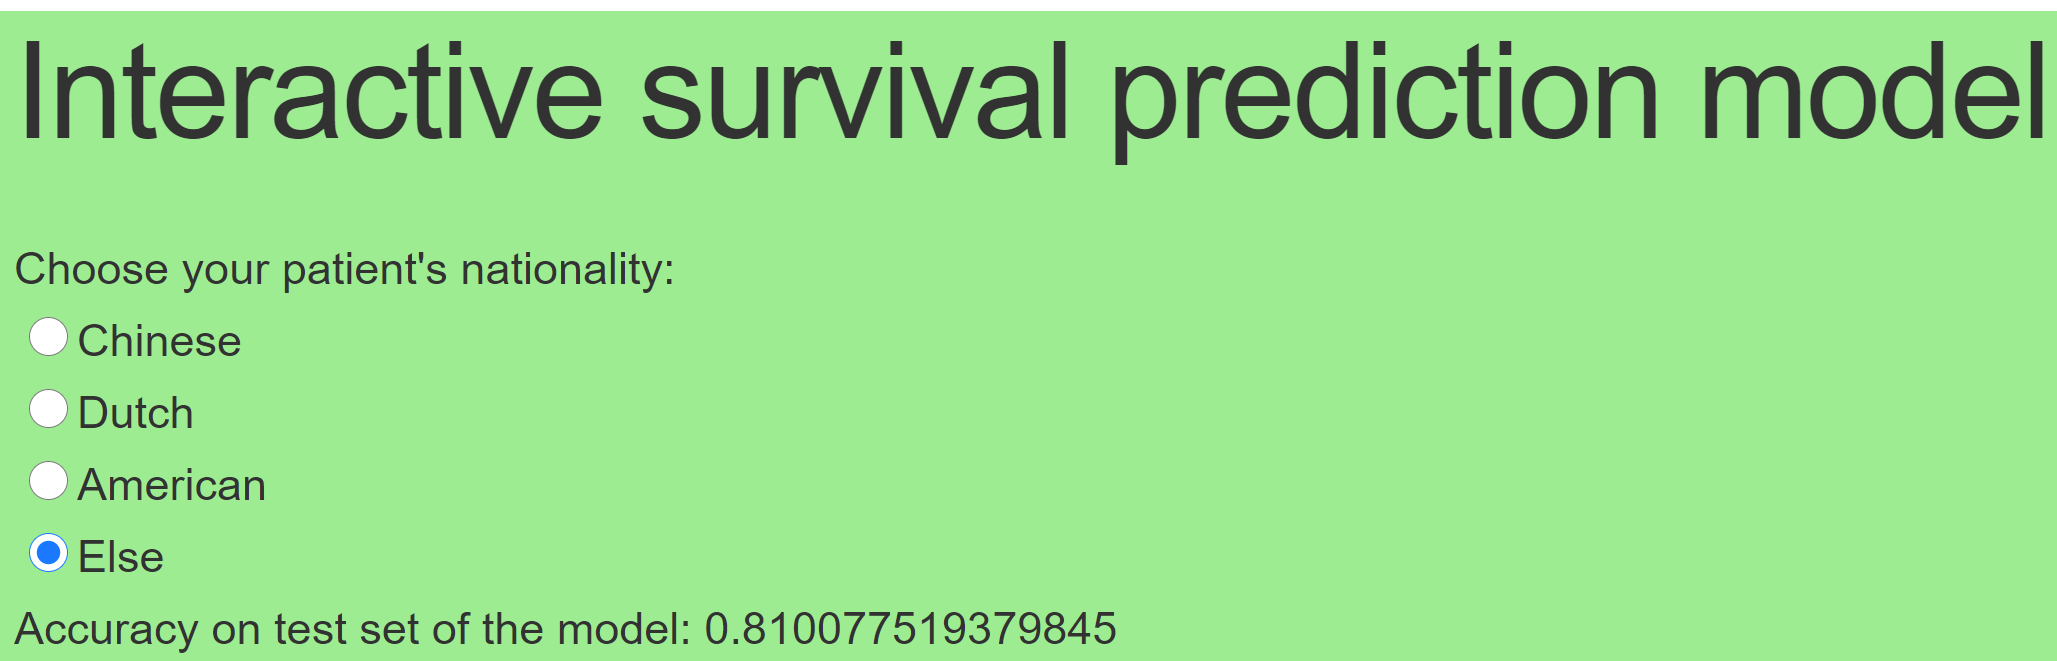 Interactive survival prediction model
Choose your patient's nationality:
Chinese
Dutch
American
Else
Accuracy on test set of the model: 0.810077519379845